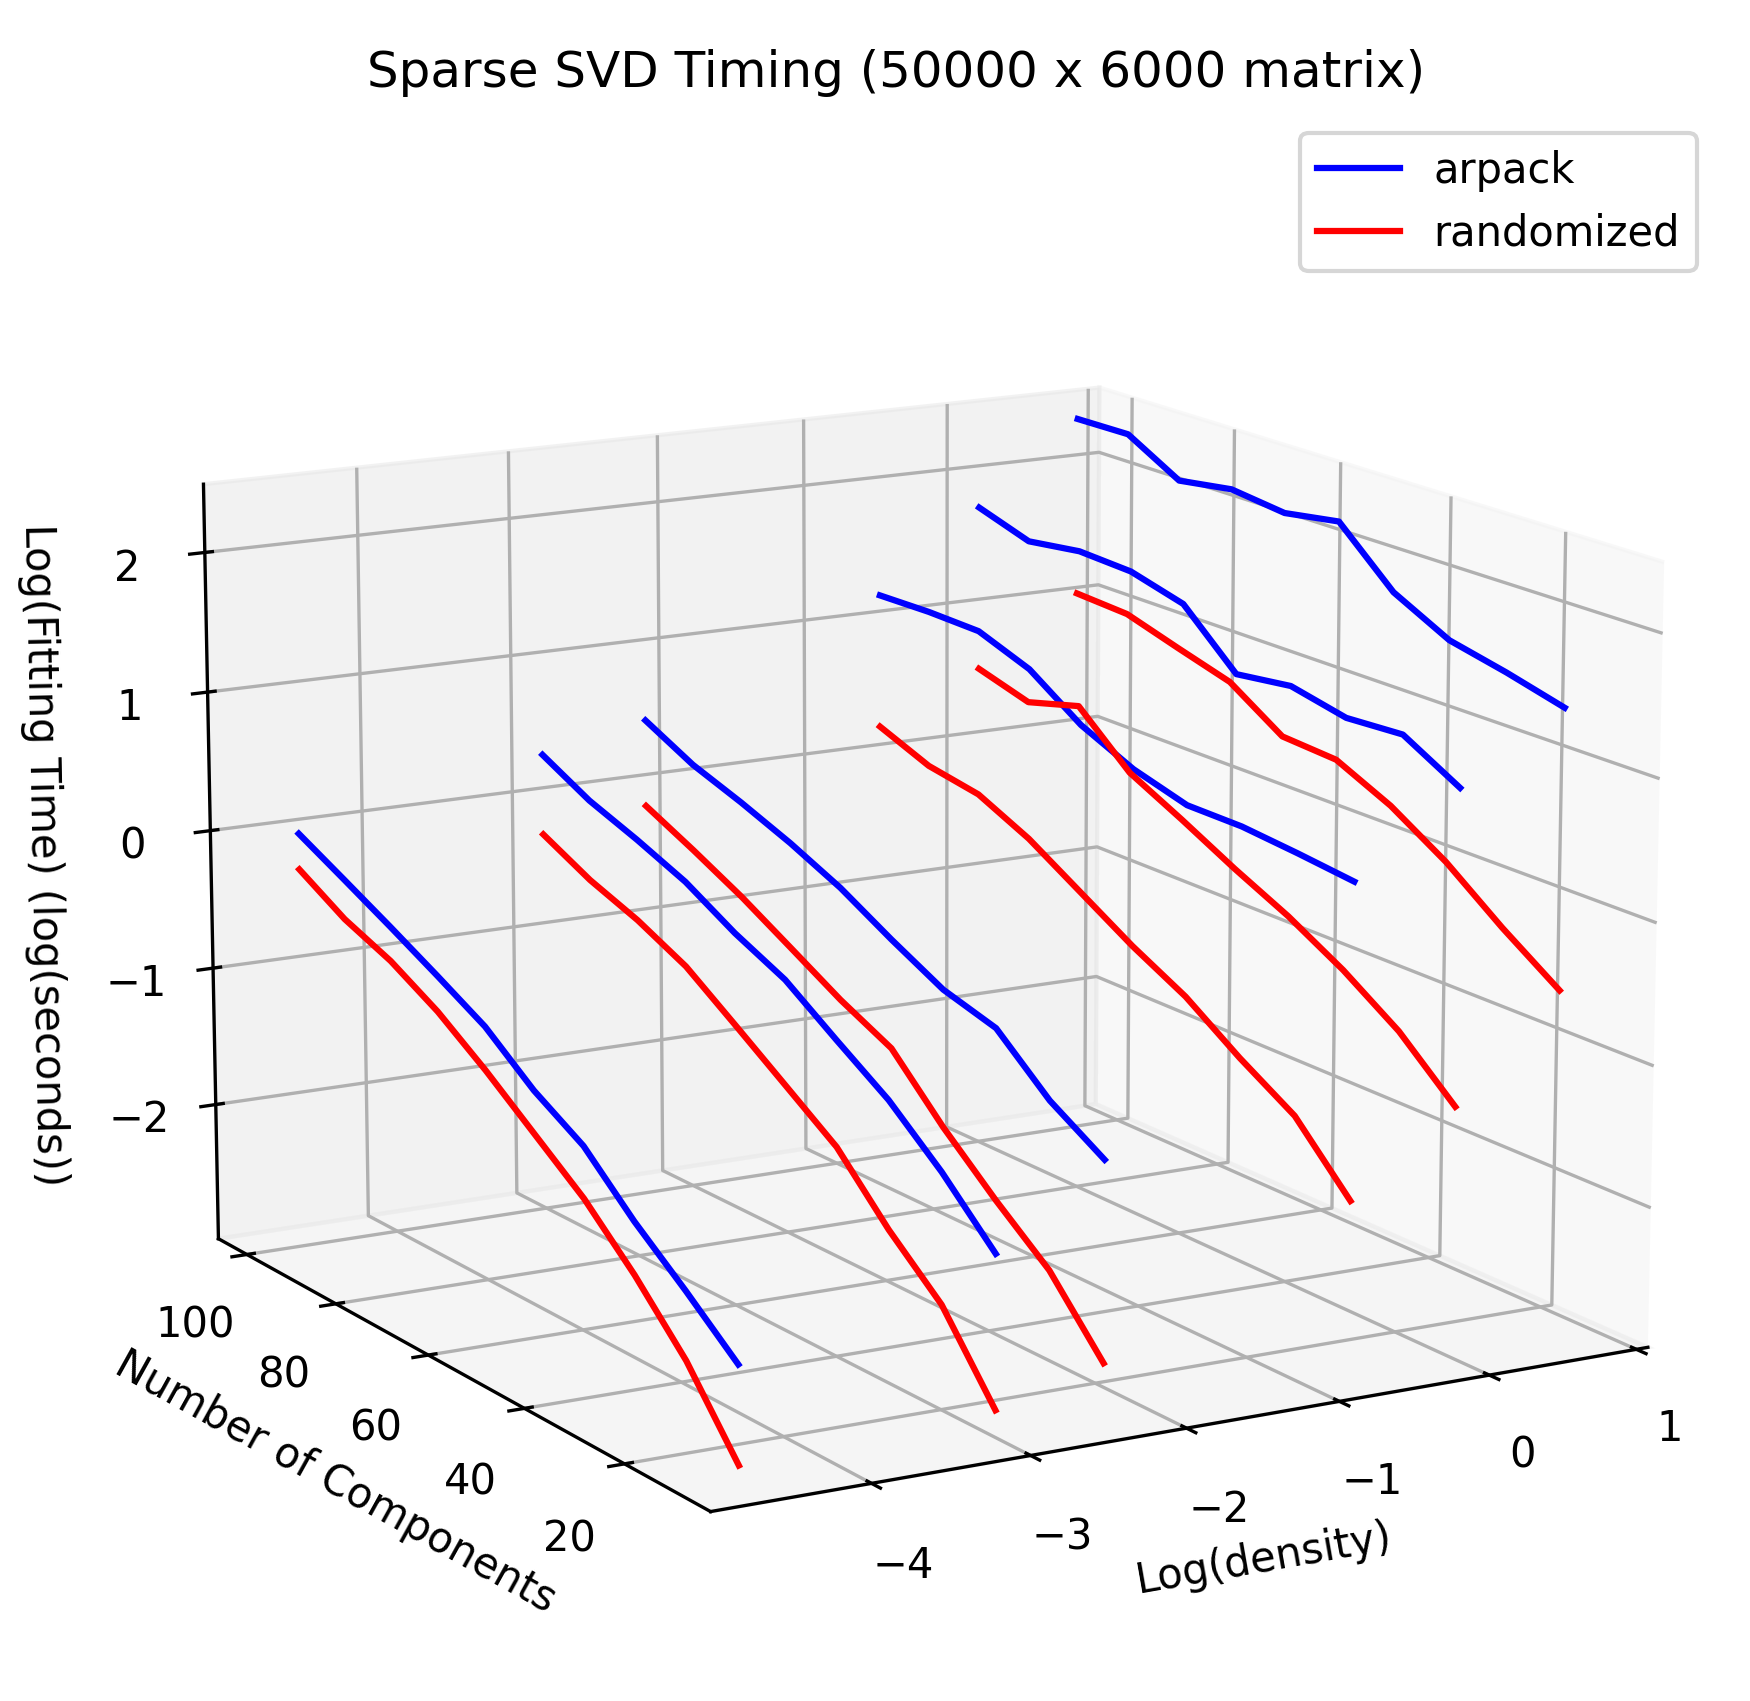 Sparse SVD Timing (50000 x 6000 matrix)
arpack
randomized
Log(Fitting Time) (log(seconds))
2
1
0
−1
−2
Number of Components
100
80
60
40
20
−4
−3
−2
−1
0
1
Log(density)